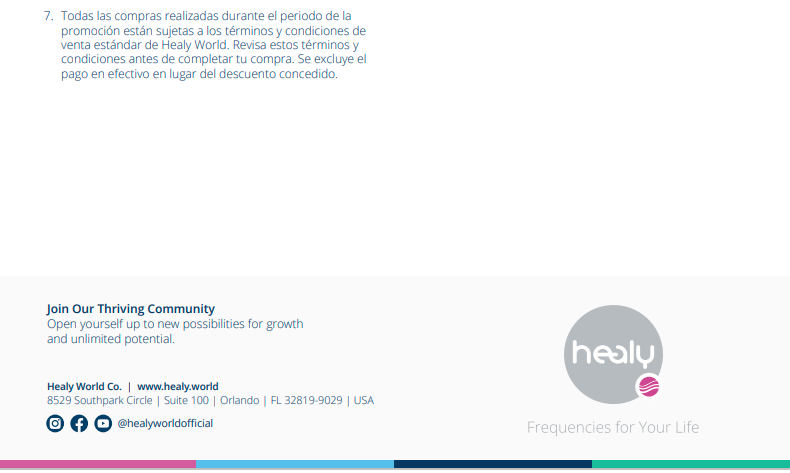 7. Todas las compras realizadas durante el periodo de la
promoción están sujetas a los términos y condiciones de
venta estándar de Healy World. Revisa estos términos y
condiciones antes de completar tu compra. Se excluye el
pago en efectivo en lugar del descuento concedido.
Join Our Thriving Community
Open yourself up to new possibilities for growth
and unlimited potential.
Healy World Co. | www.healy.world
8529 Southpark Circle | Suite 100 | Orlando | FL 32819-9029 | USA
@healyworldofficial
healy
Frequencies for Your Life